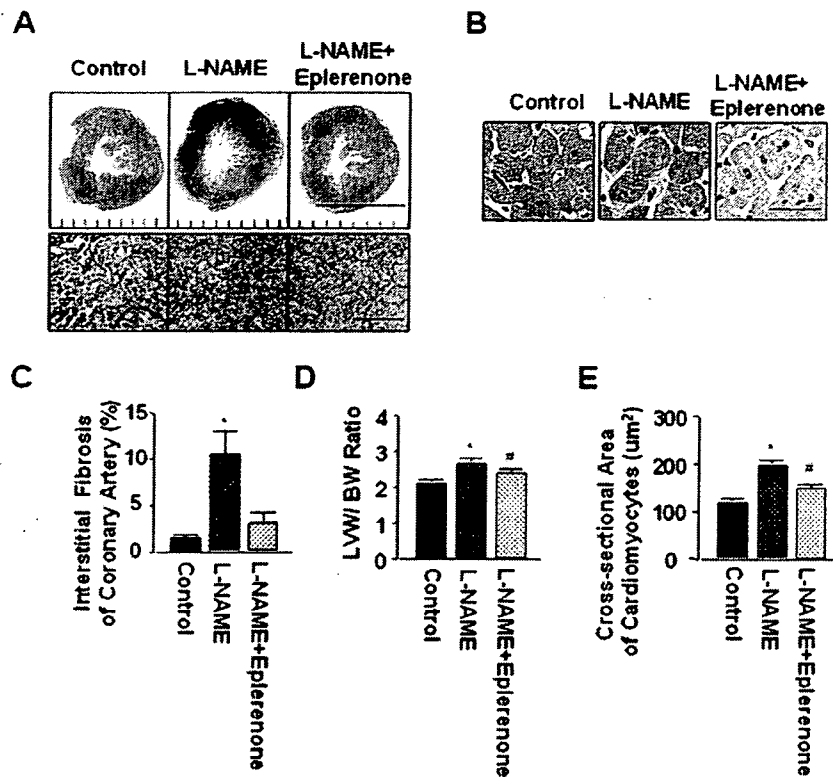 A
Control
L-NAME
L-NAME+
Eplerenone
B
Control
L-NAME
L-NAME+
Eplerenone
C
Interstitial Fibrosis
of Coronary Artery (%)
15
10
5
0
*
Control
L-NAME
L-NAME+Eplerenone
D
LVW/ BW Ratio
4
3
2
1
0
*
#
Control
L-NAME
L-NAME+Eplerenone
E
Cross-sectional Area
of Cardiomyocytes (um²)
300
200
100
0
*
#
Control
L-NAME
L-NAME+Eplerenone